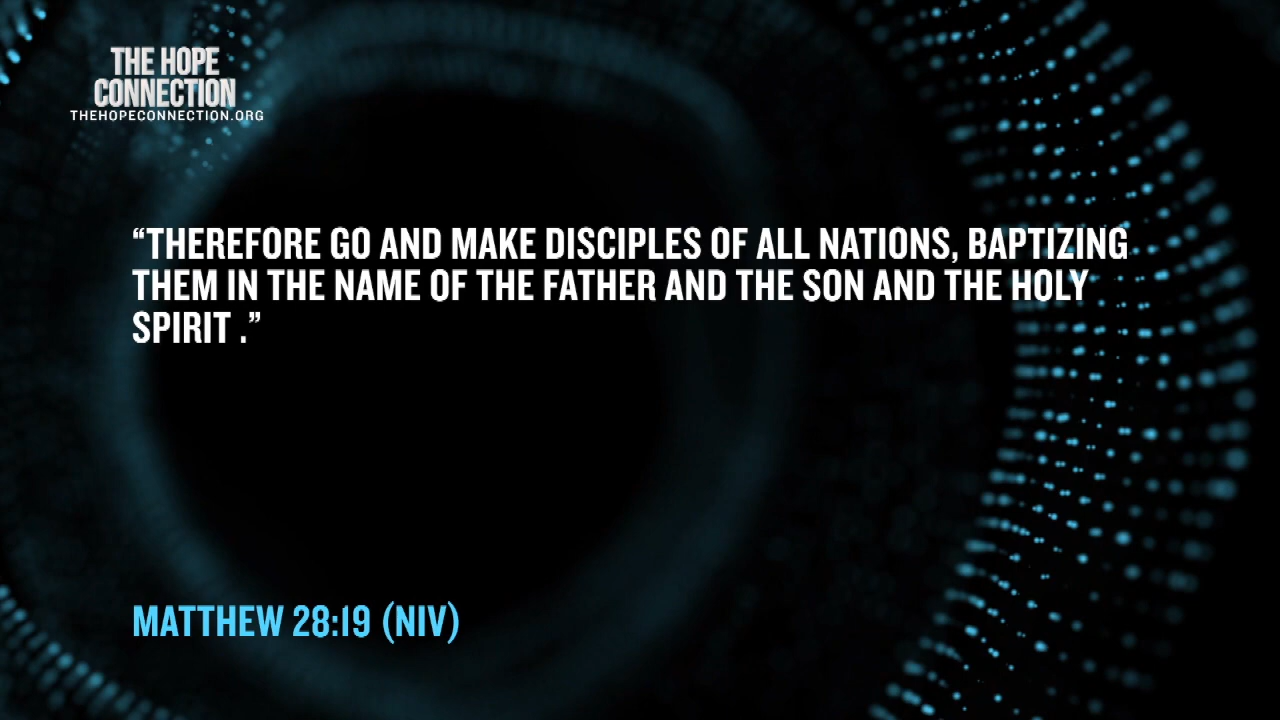 THE HOPE
CONNECTION
THEHOPECONNECTION.ORG
“THEREFORE GO AND MAKE DISCIPLES OF ALL NATIONS, BAPTIZING
THEM IN THE NAME OF THE FATHER AND THE SON AND THE HOLY
SPIRIT .”
MATTHEW 28:19 (NIV)